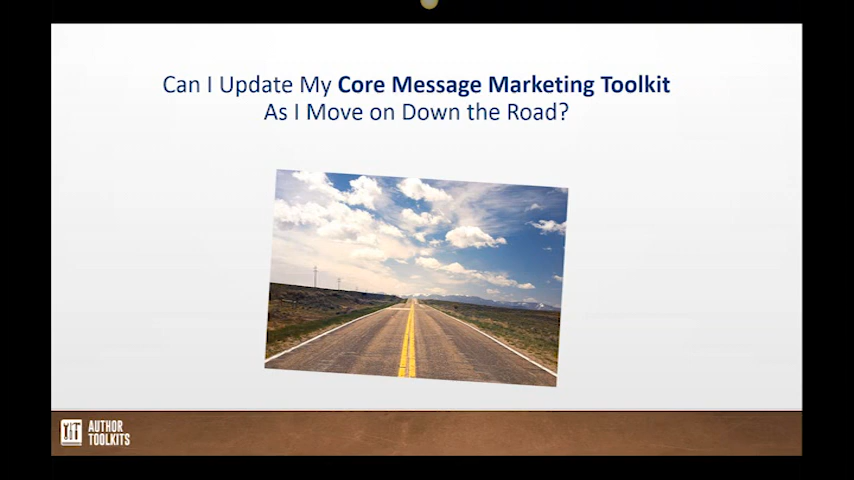 Can I Update My Core Message Marketing Toolkit
As I Move on Down the Road?
AUTHOR
TOOLKITS